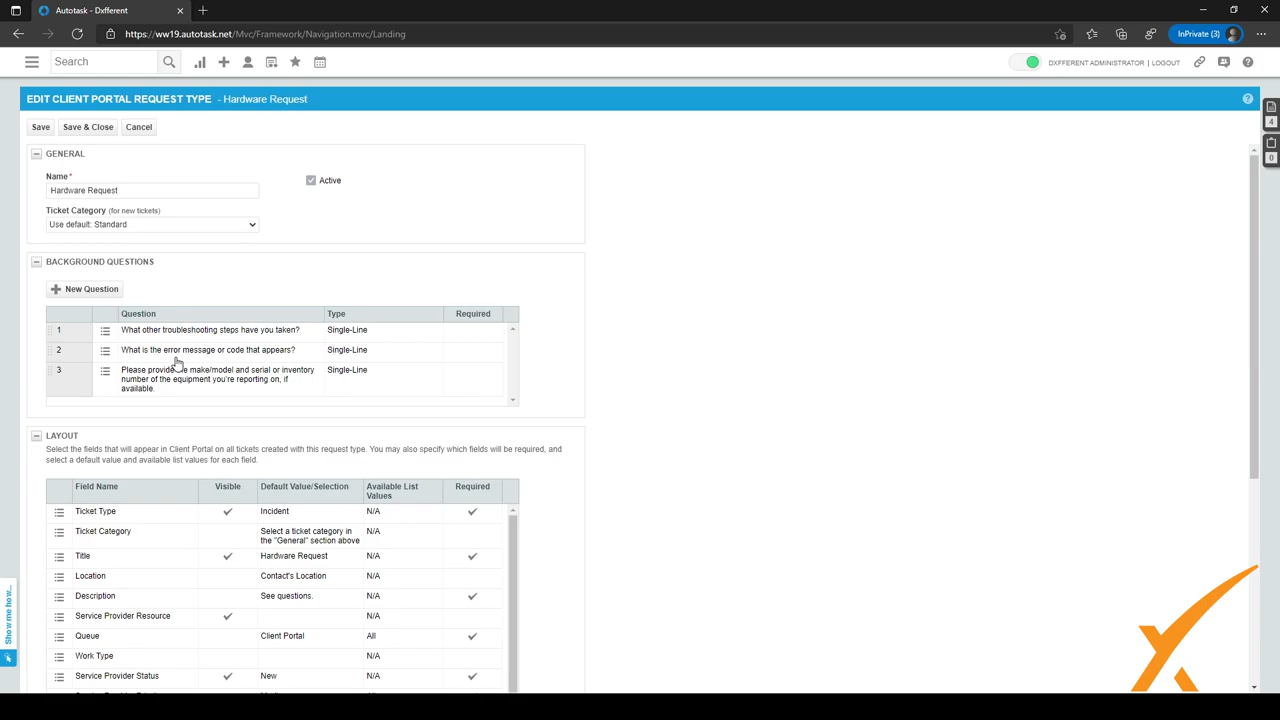 Autotask - Dxfferent
https://ww19.autotask.net/Mvc/Framework/Navigation.mvc/Landing
InPrivate (3)
Search
DXFFERENT ADMINISTRATOR | LOGOUT
EDIT CLIENT PORTAL REQUEST TYPE - Hardware Request
4
0
Save
Save & Close
Cancel
GENERAL
Name *
Hardware Request
Active
Ticket Category (for new tickets)
Use default: Standard
BACKGROUND QUESTIONS
New Question
Question Type Required
1 What other troubleshooting steps have you taken? Single-Line
2 What is the error message or code that appears? Single-Line
3 Please provide the make/model and serial or inventory Single-Line
number of the equipment you're reporting on, if
available.
LAYOUT
Select the fields that will appear in Client Portal on all tickets created with this request type. You may also specify which fields will be required, and
select a default value and available list values for each field.
Field Name Visible Default Value/Selection Available List Required
Values
Ticket Type Incident N/A
Ticket Category Select a ticket category in N/A
the "General" section above
Title Hardware Request N/A
Location Contact's Location N/A
Description See questions. N/A
Service Provider Resource N/A
Queue Client Portal All
Work Type N/A
Service Provider Status New N/A
Show me how...